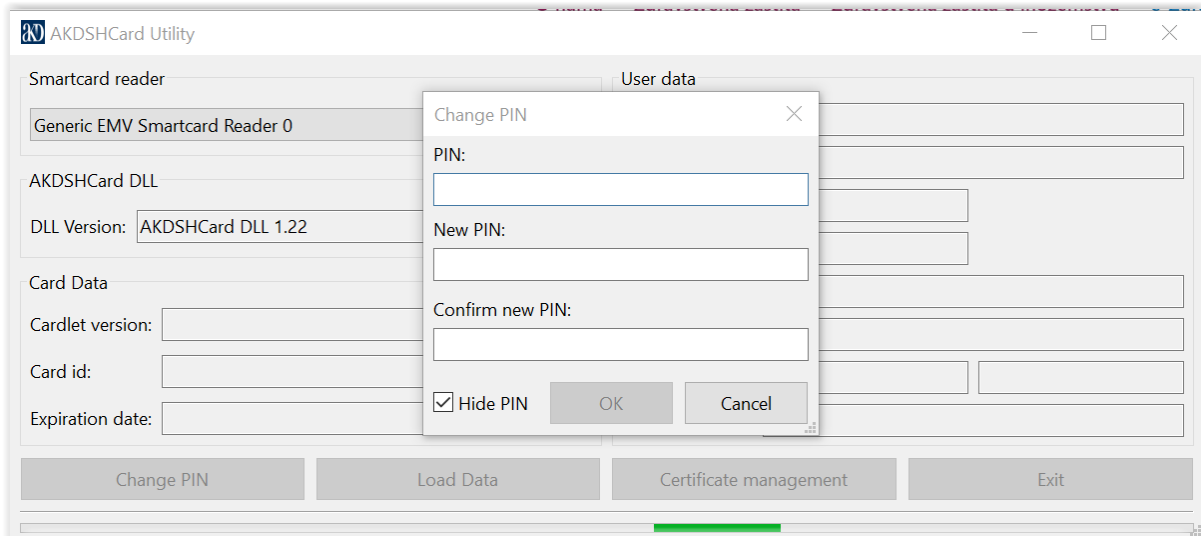 AKDSHCard Utility
Smartcard reader
Generic EMV Smartcard Reader 0
AKDSHCard DLL
DLL Version: AKDSHCard DLL 1.22
Card Data
Cardlet version:
Card id:
Expiration date:
User data
Change PIN
PIN:
New PIN:
Confirm new PIN:
Hide PIN
OK
Cancel
Change PIN
Load Data
Certificate management
Exit